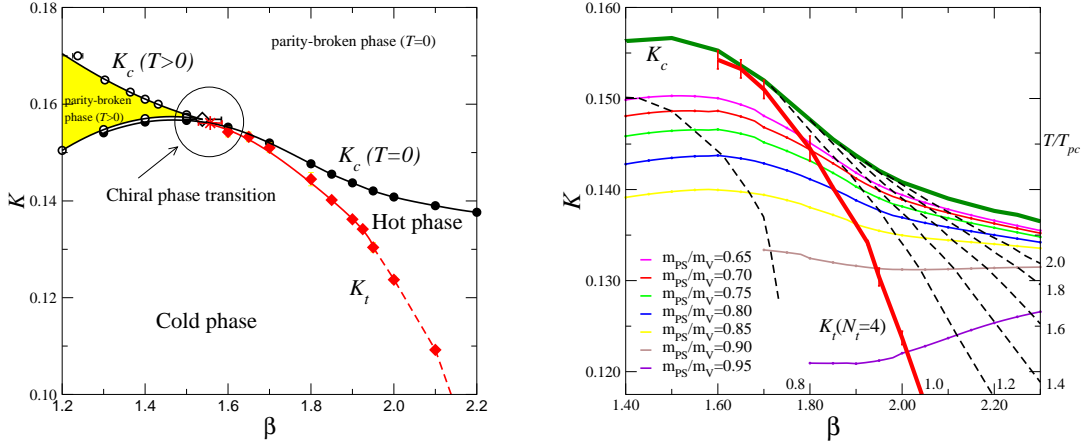 0.18
0.16
0.14
0.12
0.10
K
1.2
1.4
1.6
1.8
2.0
2.2
β
parity-broken phase (T=0)
K_c (T>0)
parity-broken
phase (T>0)
Chiral phase transition
K_c (T=0)
Hot phase
K_t
Cold phase
0.160
0.150
0.140
0.130
0.120
K
1.40
1.60
1.80
2.00
2.20
β
K_c
T/T_pc
m_PS/m_V=0.65
m_PS/m_V=0.70
m_PS/m_V=0.75
m_PS/m_V=0.80
m_PS/m_V=0.85
m_PS/m_V=0.90
m_PS/m_V=0.95
K_t(N_t=4)
0.8
1.0
1.2
1.4
1.6
1.8
2.0